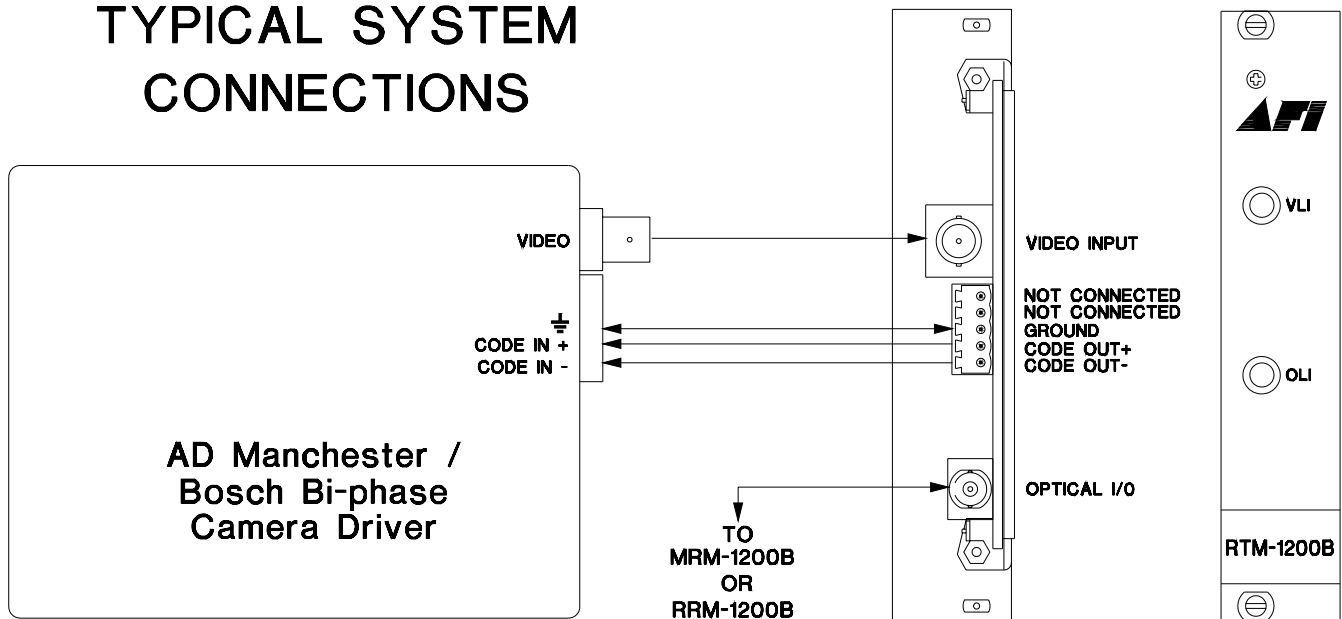 TYPICAL SYSTEM
CONNECTIONS
VIDEO
CODE IN +
CODE IN -
AD Manchester /
Bosch Bi-phase
Camera Driver
VIDEO INPUT
NOT CONNECTED
NOT CONNECTED
GROUND
CODE OUT+
CODE OUT-
OPTICAL I/O
TO
MRM-1200B
OR
RRM-1200B
AFI
VLI
OLI
RTM-1200B